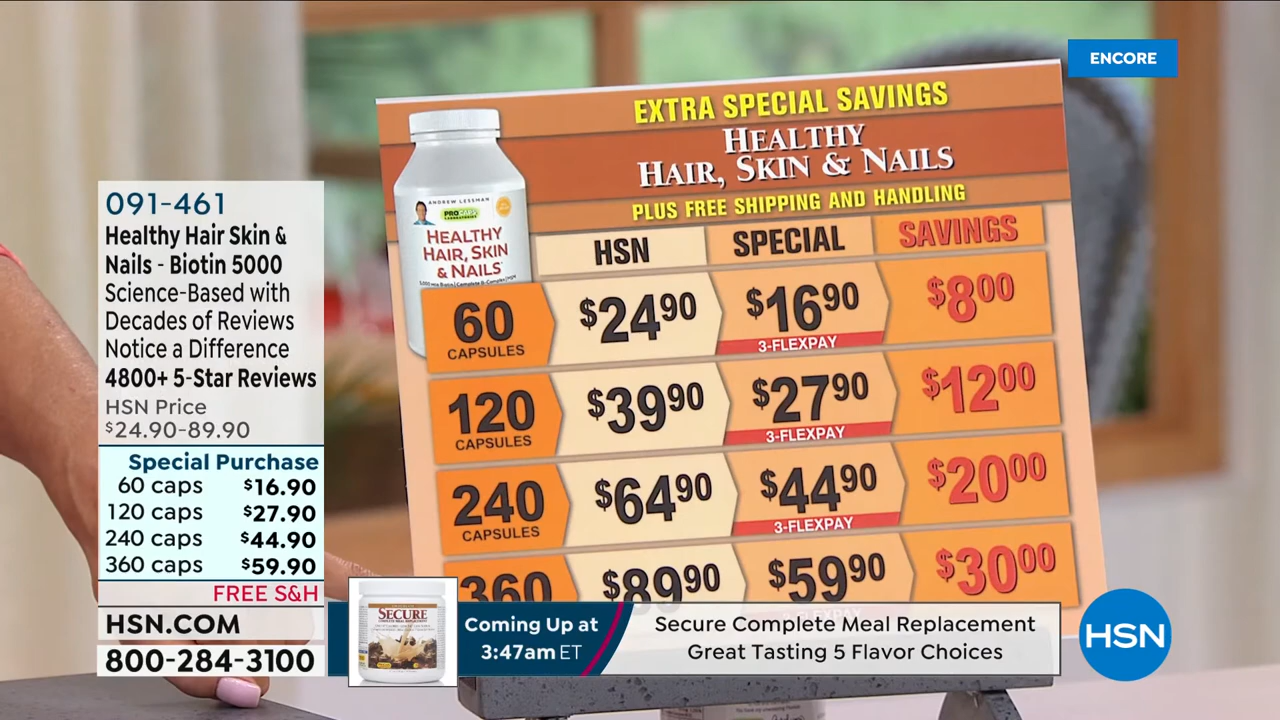 ENCORE
EXTRA SPECIAL SAVINGS
HEALTHY
HAIR, SKIN & NAILS
PLUS FREE SHIPPING AND HANDLING
ANDREW LESSMAN
PROCAPS
LABORATORIES
HEALTHY
HAIR, SKIN
& NAILS
HSN SPECIAL SAVINGS
60 CAPSULES $24.90 $16.90 3-FLEXPAY $8.00
120 CAPSULES $39.90 $27.90 3-FLEXPAY $12.00
240 CAPSULES $64.90 $44.90 3-FLEXPAY $20.00
360 $89.90 $59.90 $30.00
091-461
Healthy Hair Skin &
Nails - Biotin 5000
Science-Based with
Decades of Reviews
Notice a Difference
4800+ 5-Star Reviews
HSN Price
$24.90-89.90
Special Purchase
60 caps $16.90
120 caps $27.90
240 caps $44.90
360 caps $59.90
FREE S&H
HSN.COM
800-284-3100
SECURE
COMPLETE MEAL REPLACEMENT
Coming Up at
3:47am ET
Secure Complete Meal Replacement
Great Tasting 5 Flavor Choices
HSN